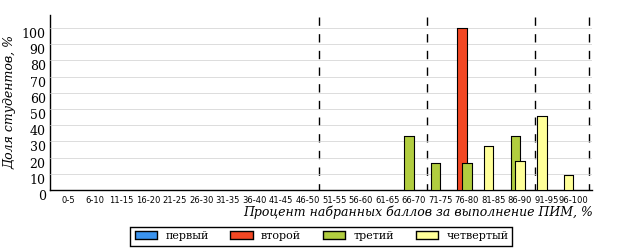 Доля студентов, %
100
90
80
70
60
50
40
30
20
10
0
0-5 6-10 11-15 16-20 21-25 26-30 31-35 36-40 41-45 46-50 51-55 56-60 61-65 66-70 71-75 76-80 81-85 86-90 91-95 96-100
Процент набранных баллов за выполнение ПИМ, %
первый второй третий четвертый